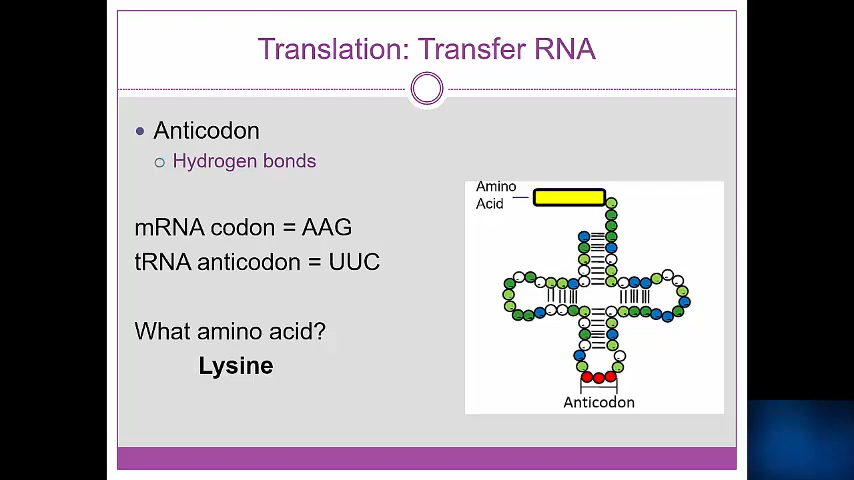 Translation: Transfer RNA
Anticodon
Hydrogen bonds
mRNA codon = AAG
tRNA anticodon = UUC
What amino acid?
Lysine
Amino
Acid
Anticodon